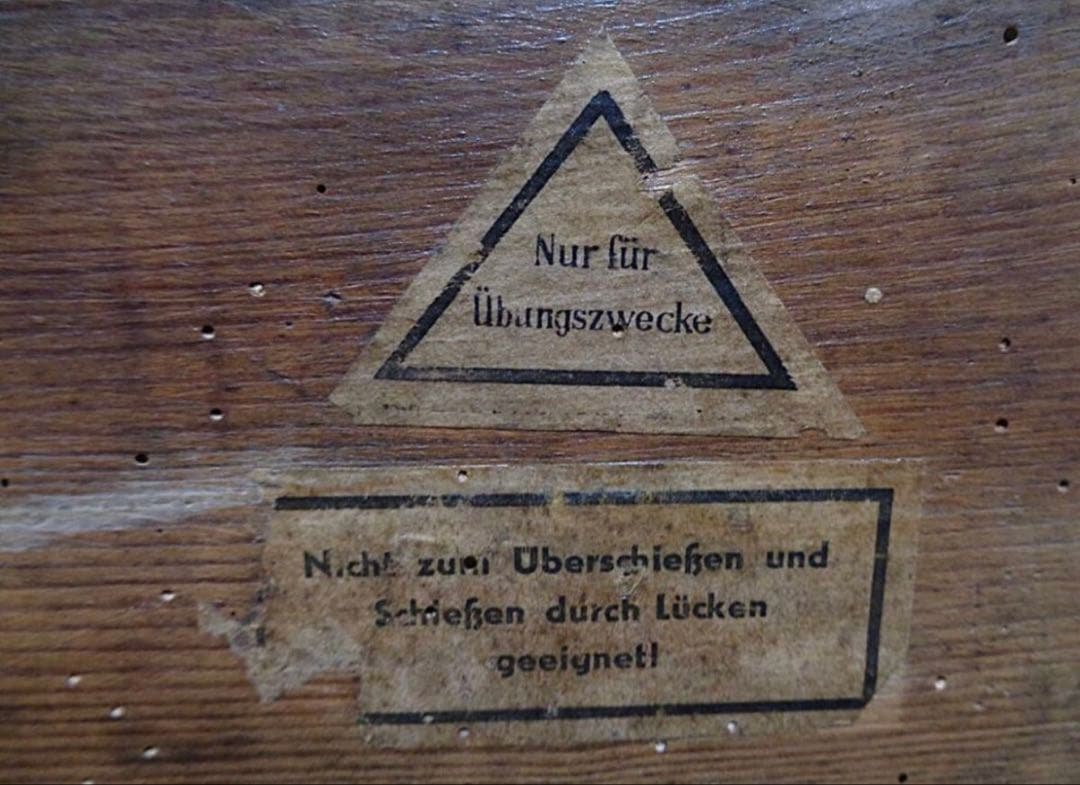 Nur für
Übungszwecke
Nicht zum Überschießen und
Schießen durch Lücken
geeignet!